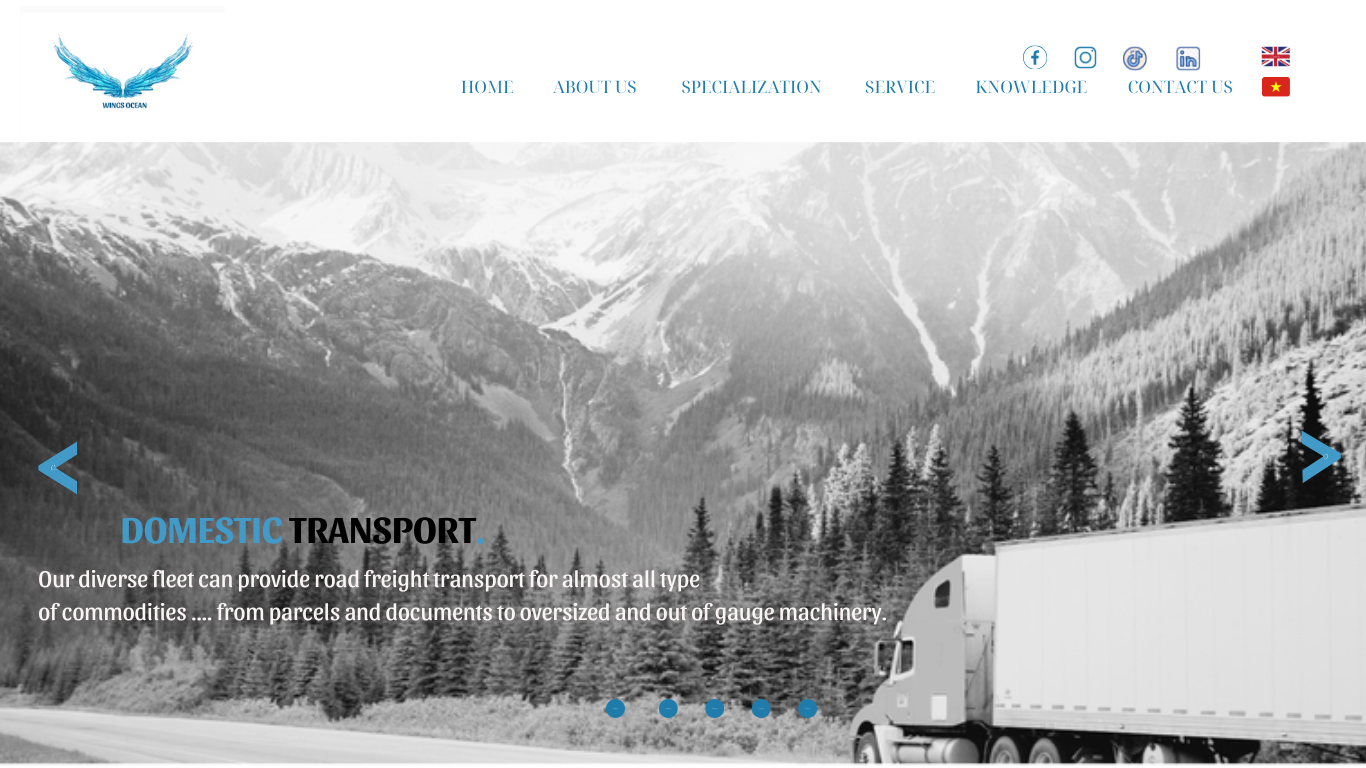 WINGS OCEAN
HOME ABOUT US SPECIALIZATION SERVICE KNOWLEDGE CONTACT US
DOMESTIC TRANSPORT.
Our diverse fleet can provide road freight transport for almost all type
of commodities .... from parcels and documents to oversized and out of gauge machinery.